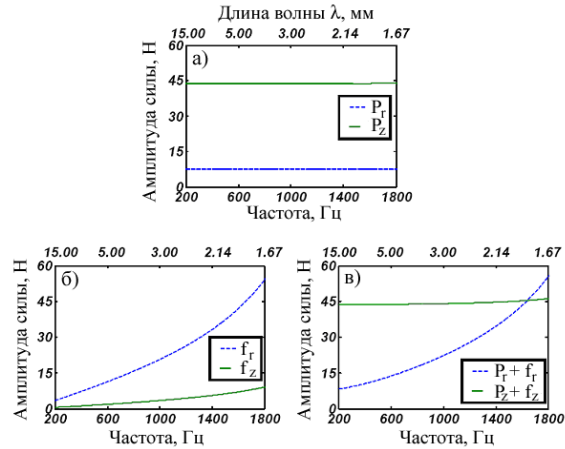 Длина волны λ, мм
15.00 5.00 3.00 2.14 1.67
Амплитуда силы, Н
60
45
30
15
0
а)
P_r
P_z
200 600 1000 1400 1800
Частота, Гц
15.00 5.00 3.00 2.14 1.67
Амплитуда силы, Н
60
45
30
15
0
б)
f_r
f_z
200 600 1000 1400 1800
Частота, Гц
15.00 5.00 3.00 2.14 1.67
Амплитуда силы, Н
60
45
30
15
0
в)
P_r + f_r
P_z + f_z
200 600 1000 1400 1800
Частота, Гц